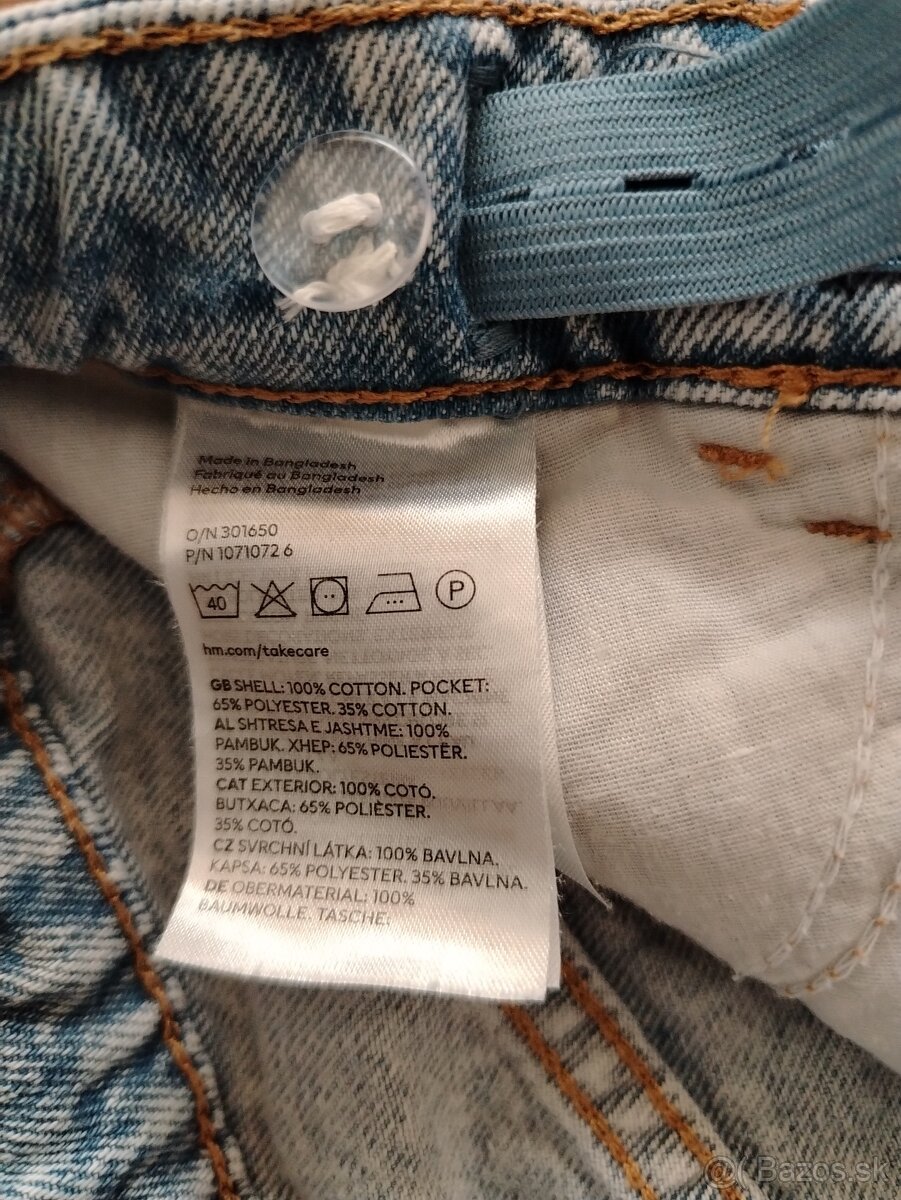 Made in Bangladesh
Fabriqué au Bangladesh
Hecho en Bangladesh
O/N 301650
P/N 1071072 6
40
P
hm.com/takecare
GB SHELL: 100% COTTON. POCKET:
65% POLYESTER. 35% COTTON.
AL SHTRESA E JASHTME: 100%
PAMBUK. XHEP: 65% POLIESTËR.
35% PAMBUK.
CAT EXTERIOR: 100% COTÓ.
BUTXACA: 65% POLIÈSTER.
35% COTÓ.
CZ SVRCHNÍ LÁTKA: 100% BAVLNA.
KAPSA: 65% POLYESTER. 35% BAVLNA.
DE OBERMATERIAL: 100%
BAUMWOLLE. TASCHE:
Bazos.sk